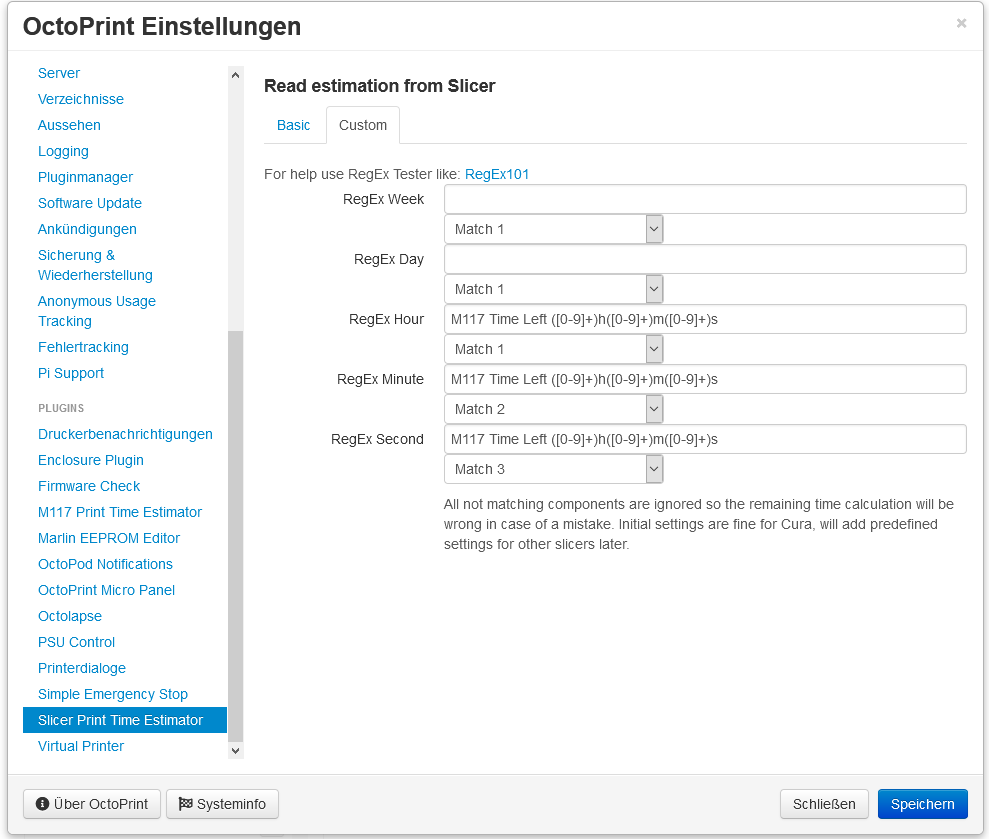 OctoPrint Einstellungen
×
Server
Verzeichnisse
Aussehen
Logging
Pluginmanager
Software Update
Ankündigungen
Sicherung &
Wiederherstellung
Anonymous Usage
Tracking
Fehlertracking
Pi Support
PLUGINS
Druckerbenachrichtigungen
Enclosure Plugin
Firmware Check
M117 Print Time Estimator
Marlin EEPROM Editor
OctoPod Notifications
OctoPrint Micro Panel
Octolapse
PSU Control
Printerdialoge
Simple Emergency Stop
Slicer Print Time Estimator
Virtual Printer
Read estimation from Slicer
Basic
Custom
For help use RegEx Tester like: RegEx101
RegEx Week
Match 1
RegEx Day
Match 1
RegEx Hour
M117 Time Left ([0-9]+)h([0-9]+)m([0-9]+)s
Match 1
RegEx Minute
M117 Time Left ([0-9]+)h([0-9]+)m([0-9]+)s
Match 2
RegEx Second
M117 Time Left ([0-9]+)h([0-9]+)m([0-9]+)s
Match 3
All not matching components are ignored so the remaining time calculation will be
wrong in case of a mistake. Initial settings are fine for Cura, will add predefined
settings for other slicers later.
Über OctoPrint
Systeminfo
Schließen
Speichern